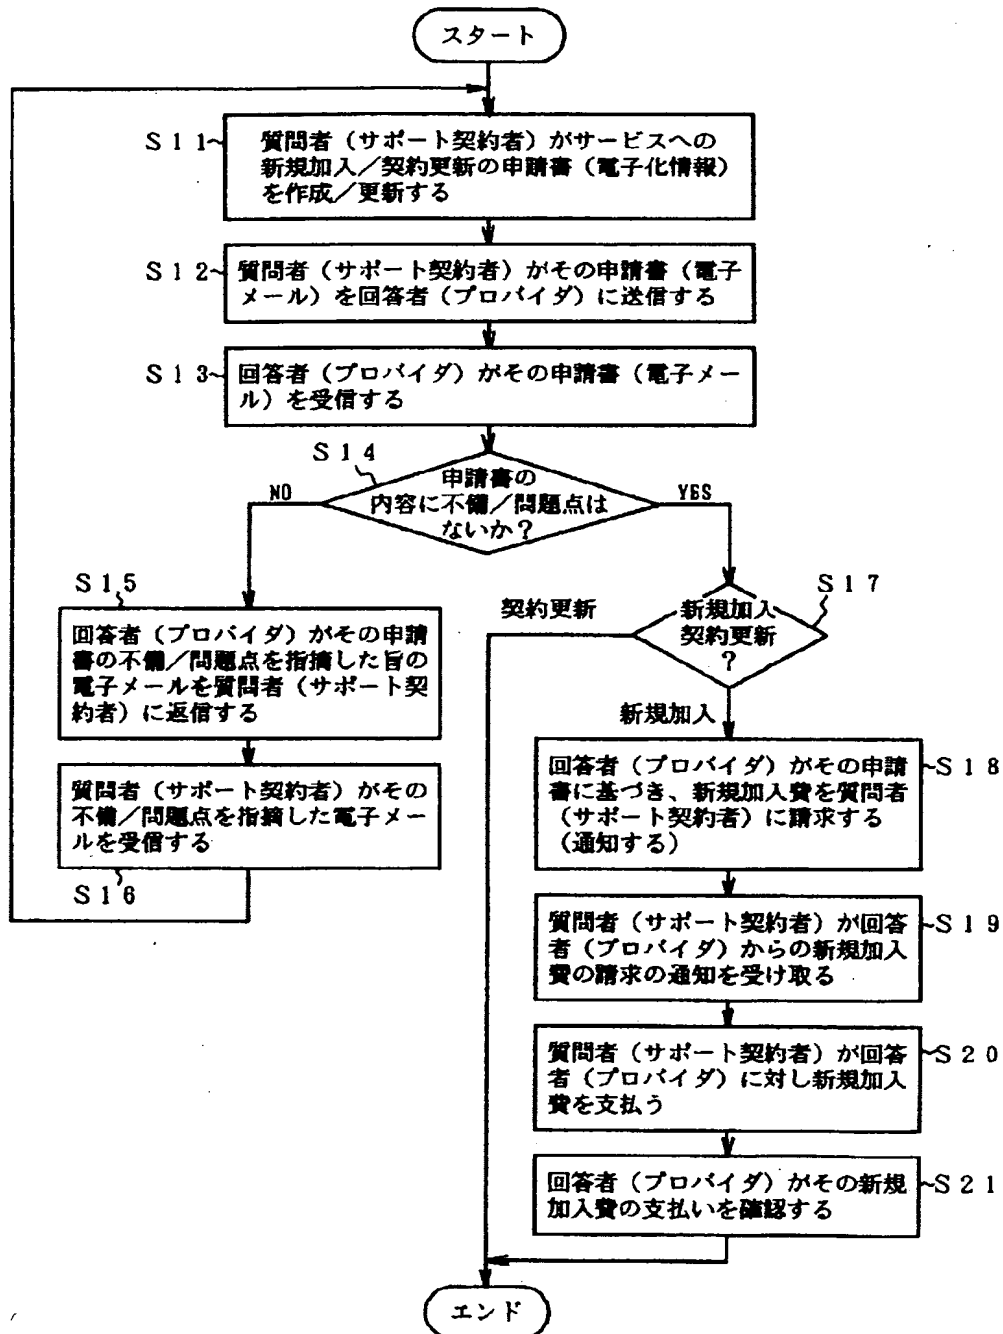 スタート
S11
質問者（サポート契約者）がサービスへの
新規加入／契約更新の申請書（電子化情報）
を作成／更新する
S12
質問者（サポート契約者）がその申請書（電子
メール）を回答者（プロバイダ）に送信する
S13
回答者（プロバイダ）がその申請書（電子メー
ル）を受信する
S14
申請書の
内容に不備／問題点は
ないか？
NO
YES
S15
回答者（プロバイダ）がその申請
書の不備／問題点を指摘した旨の
電子メールを質問者（サポート契
約者）に返信する
質問者（サポート契約者）がその
不備／問題点を指摘した電子メー
ルを受信する
S16
S17
新規加入
契約更新
？
契約更新
新規加入
回答者（プロバイダ）がその申請
書に基づき、新規加入費を質問者
（サポート契約者）に請求する
（通知する）
S18
質問者（サポート契約者）が回答
者（プロバイダ）からの新規加入
費の請求の通知を受け取る
S19
質問者（サポート契約者）が回答
者（プロバイダ）に対し新規加入
費を支払う
S20
回答者（プロバイダ）がその新規
加入費の支払いを確認する
S21
エンド